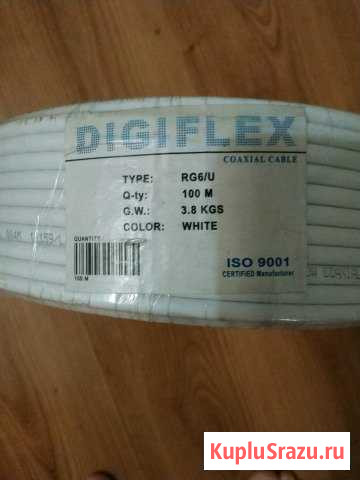 DIGIFLEX
COAXIAL CABLE
TYPE: RG6/U
Q-ty: 100 M
G.W.: 3.8 KGS
COLOR: WHITE
QUANTITY
100 M
ISO 9001
CERTIFIED Manufacturer
COAXIAL
KupluSrazu.ru